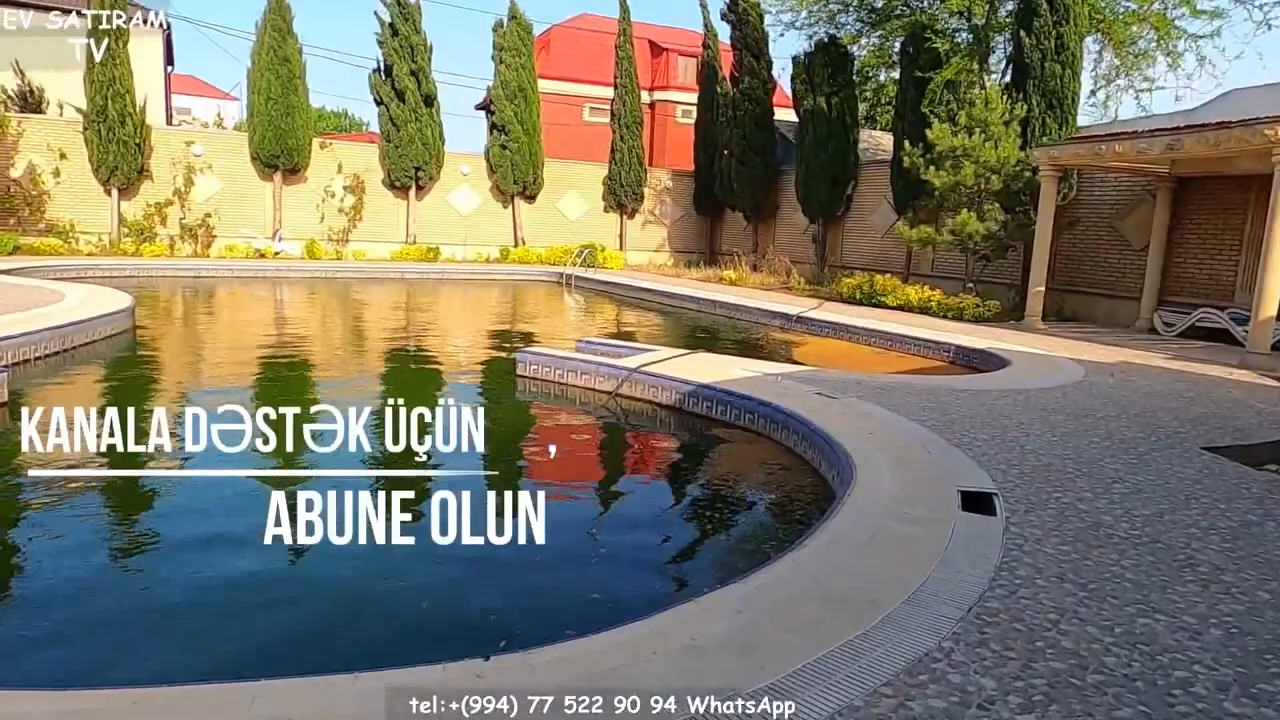 EV SATIRAM
TV
KANALA DƏSTƏK ÜÇÜN ,
ABUNE OLUN
tel:+(994) 77 522 90 94 WhatsApp